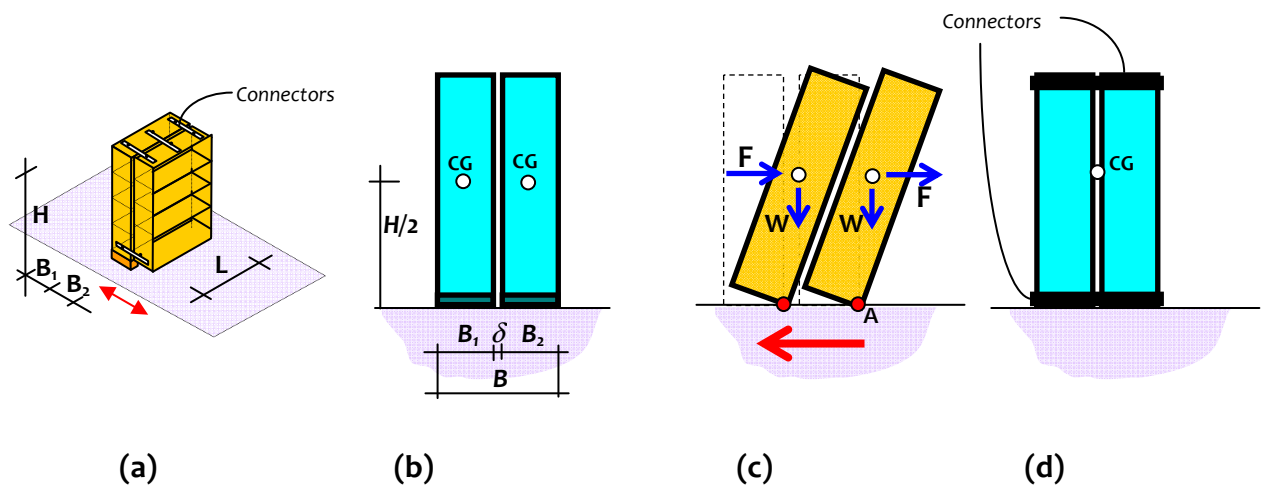 Connectors
H
B₁
B₂
L
(a)
CG
CG
H/2
B₁ δ B₂
B
(b)
F
F
W
W
A
(c)
Connectors
CG
(d)